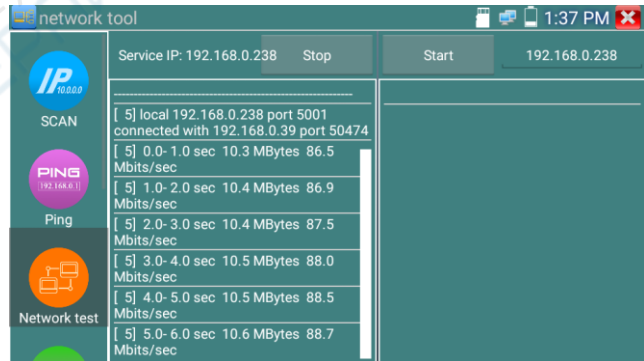 network tool
1:37 PM
IP
10.0.0.0
SCAN
PING
192.168.0.1
Ping
Network test
Service IP: 192.168.0.238
Stop
Start
192.168.0.238
------------------------------------------------------------
[ 5] local 192.168.0.238 port 5001
connected with 192.168.0.39 port 50474
[ 5] 0.0- 1.0 sec 10.3 MBytes 86.5
Mbits/sec
[ 5] 1.0- 2.0 sec 10.4 MBytes 86.9
Mbits/sec
[ 5] 2.0- 3.0 sec 10.4 MBytes 87.5
Mbits/sec
[ 5] 3.0- 4.0 sec 10.5 MBytes 88.0
Mbits/sec
[ 5] 4.0- 5.0 sec 10.5 MBytes 88.5
Mbits/sec
[ 5] 5.0- 6.0 sec 10.6 MBytes 88.7
Mbits/sec